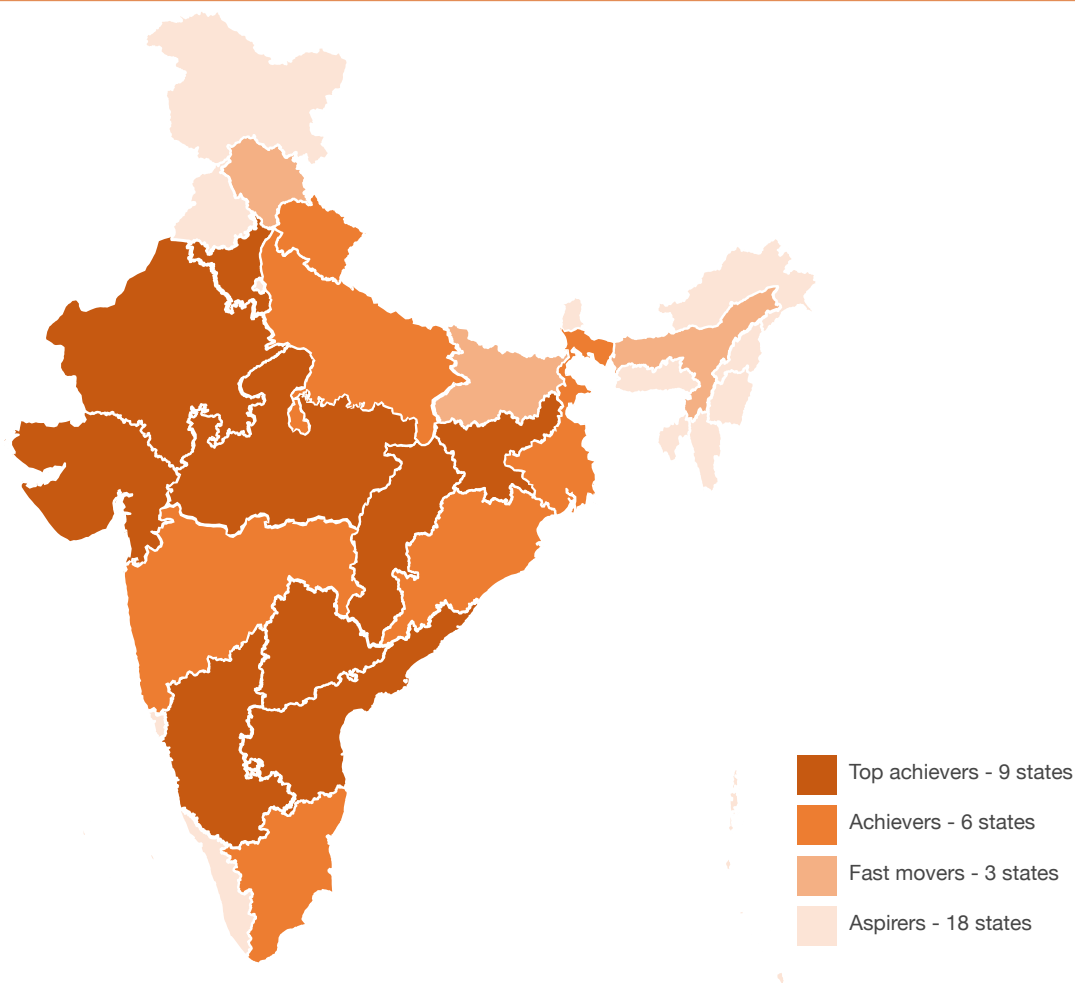 Top achievers - 9 states
Achievers - 6 states
Fast movers - 3 states
Aspirers - 18 states